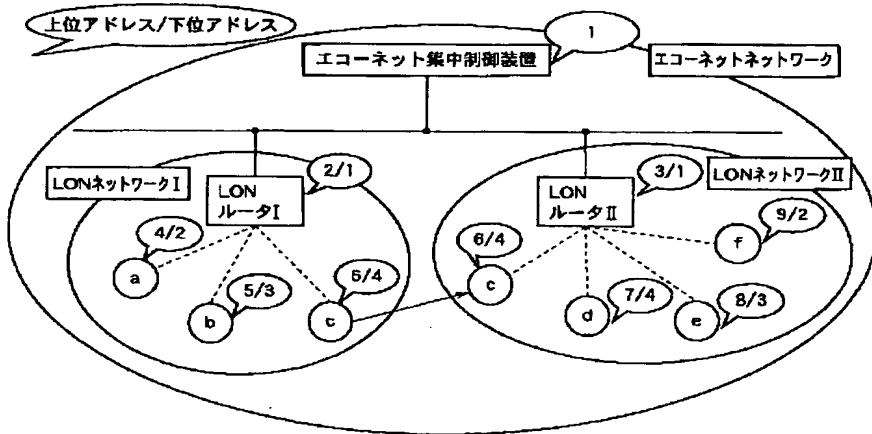 上位アドレス/下位アドレス
1
エコーネット集中制御装置
エコーネットネットワーク
LONネットワークⅠ
2/1
LON
ルータⅠ
4/2
a
5/3
b
6/4
c
3/1
LONネットワークⅡ
LON
ルータⅡ
6/4
c
7/4
d
8/3
e
9/2
f